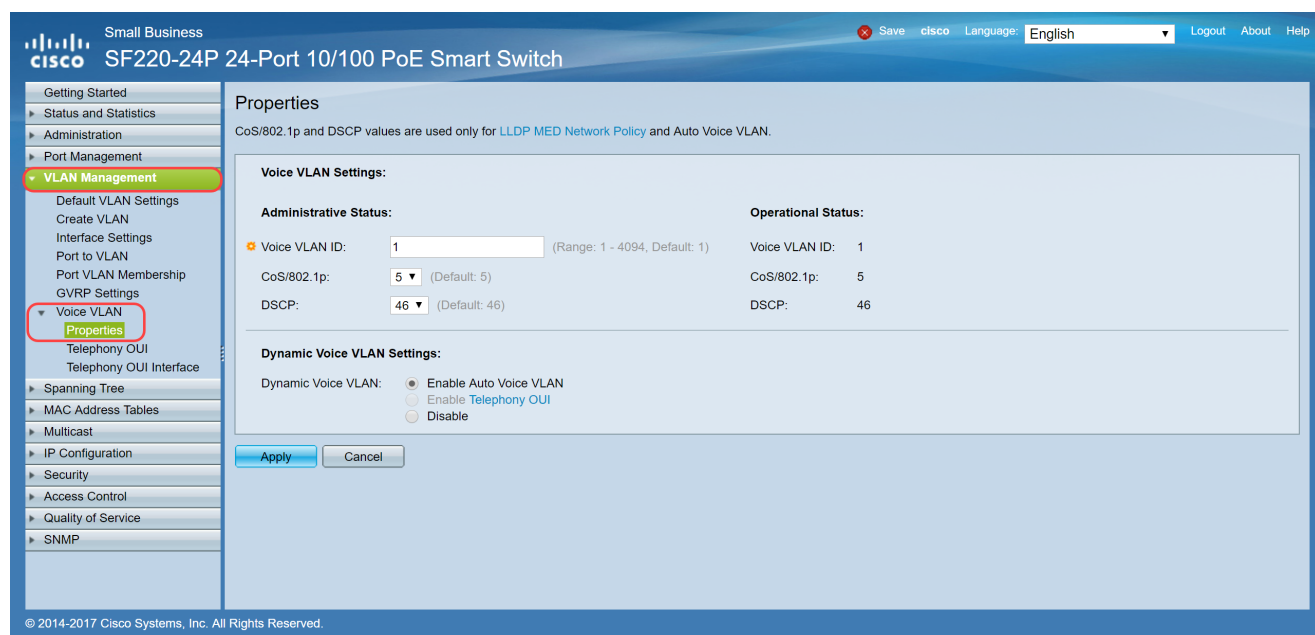 Small Business
cisco SF220-24P 24-Port 10/100 PoE Smart Switch
Save cisco Language: English Logout About Help
Getting Started
Status and Statistics
Administration
Port Management
VLAN Management
Default VLAN Settings
Create VLAN
Interface Settings
Port to VLAN
Port VLAN Membership
GVRP Settings
Voice VLAN
Properties
Telephony OUI
Telephony OUI Interface
Spanning Tree
MAC Address Tables
Multicast
IP Configuration
Security
Access Control
Quality of Service
SNMP
Properties
CoS/802.1p and DSCP values are used only for LLDP MED Network Policy and Auto Voice VLAN.
Voice VLAN Settings:
Administrative Status: Operational Status:
Voice VLAN ID: 1 (Range: 1 - 4094, Default: 1) Voice VLAN ID: 1
CoS/802.1p: 5 (Default: 5) CoS/802.1p: 5
DSCP: 46 (Default: 46) DSCP: 46
Dynamic Voice VLAN Settings:
Dynamic Voice VLAN: Enable Auto Voice VLAN
Enable Telephony OUI
Disable
Apply Cancel
© 2014-2017 Cisco Systems, Inc. All Rights Reserved.